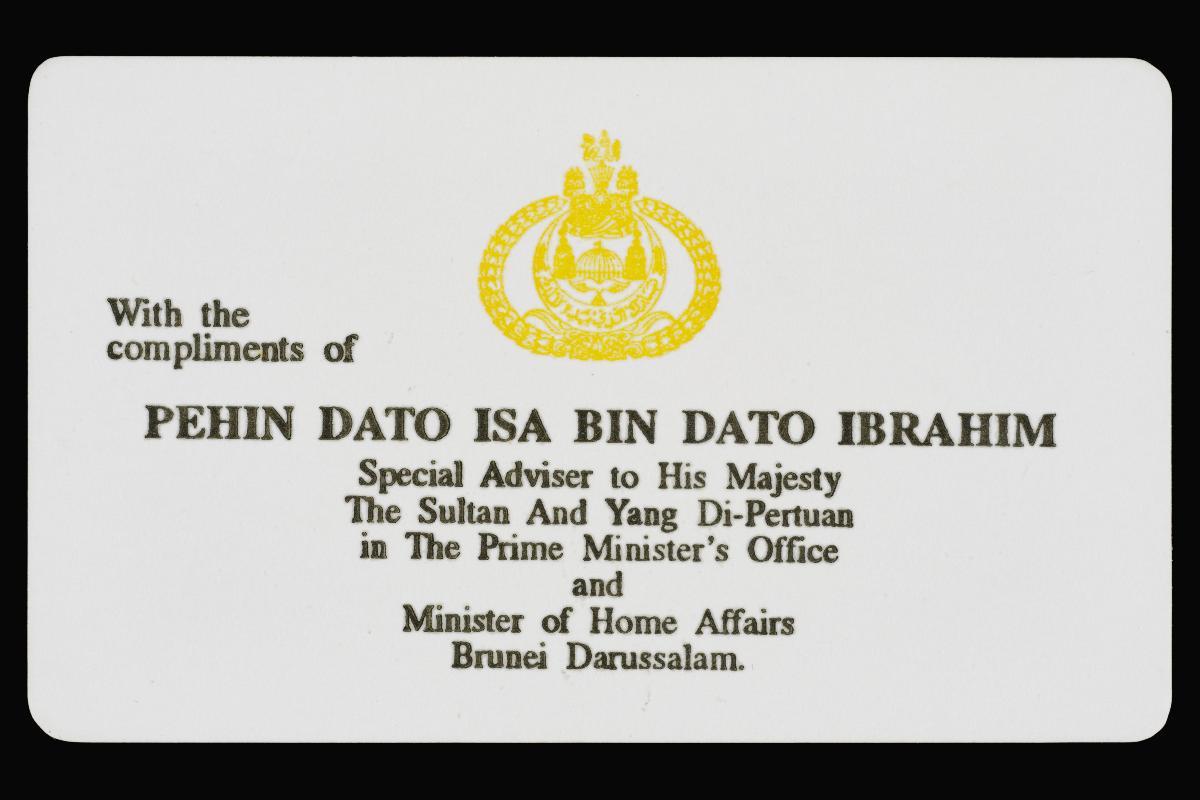 With the
compliments of
PEHIN DATO ISA BIN DATO IBRAHIM
Special Adviser to His Majesty
The Sultan And Yang Di-Pertuan
in The Prime Minister's Office
and
Minister of Home Affairs
Brunei Darussalam.